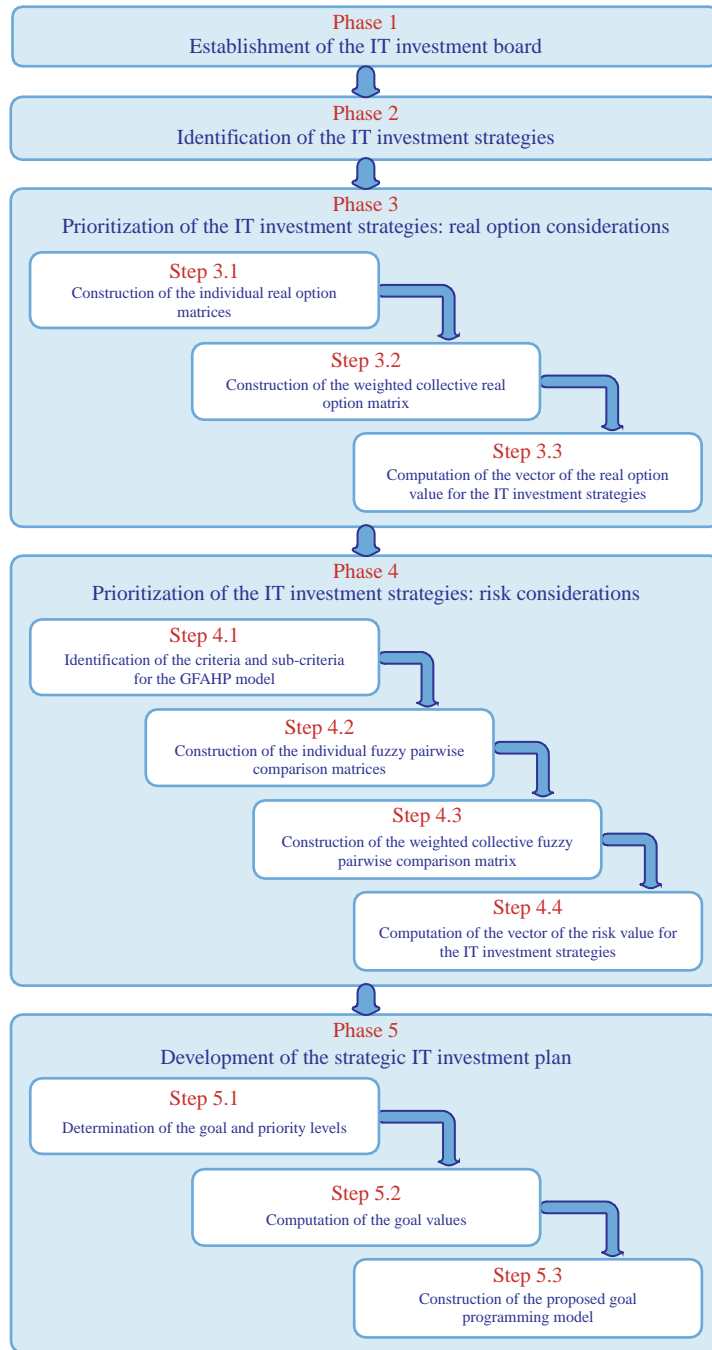 Phase 1
Establishment of the IT investment board
Phase 2
Identification of the IT investment strategies
Phase 3
Prioritization of the IT investment strategies: real option considerations
Step 3.1
Construction of the individual real option
matrices
Step 3.2
Construction of the weighted collective real
option matrix
Step 3.3
Computation of the vector of the real option
value for the IT investment strategies
Phase 4
Prioritization of the IT investment strategies: risk considerations
Step 4.1
Identification of the criteria and sub-criteria
for the GFAHP model
Step 4.2
Construction of the individual fuzzy pairwise
comparison matrices
Step 4.3
Construction of the weighted collective fuzzy
pairwise comparison matrix
Step 4.4
Computation of the vector of the risk value for
the IT investment strategies
Phase 5
Development of the strategic IT investment plan
Step 5.1
Determination of the goal and priority levels
Step 5.2
Computation of the goal values
Step 5.3
Construction of the proposed goal
programming model